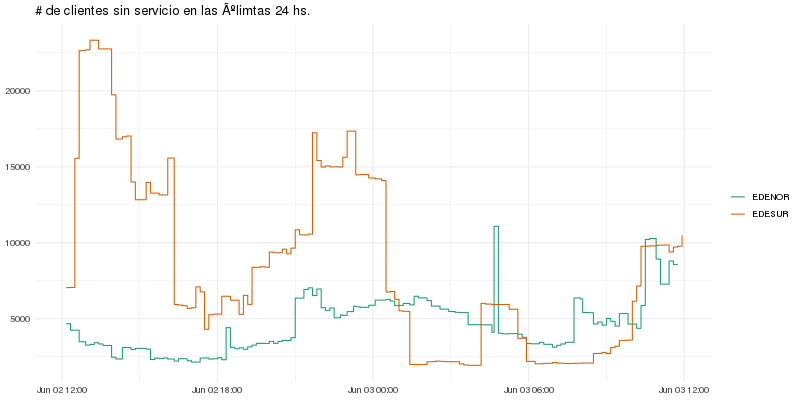 # de clientes sin servicio en las Ãºlimtas 24 hs.
20000
15000
10000
5000
Jun 02 12:00
Jun 02 18:00
Jun 03 00:00
Jun 03 06:00
Jun 03 12:00
EDENOR
EDESUR